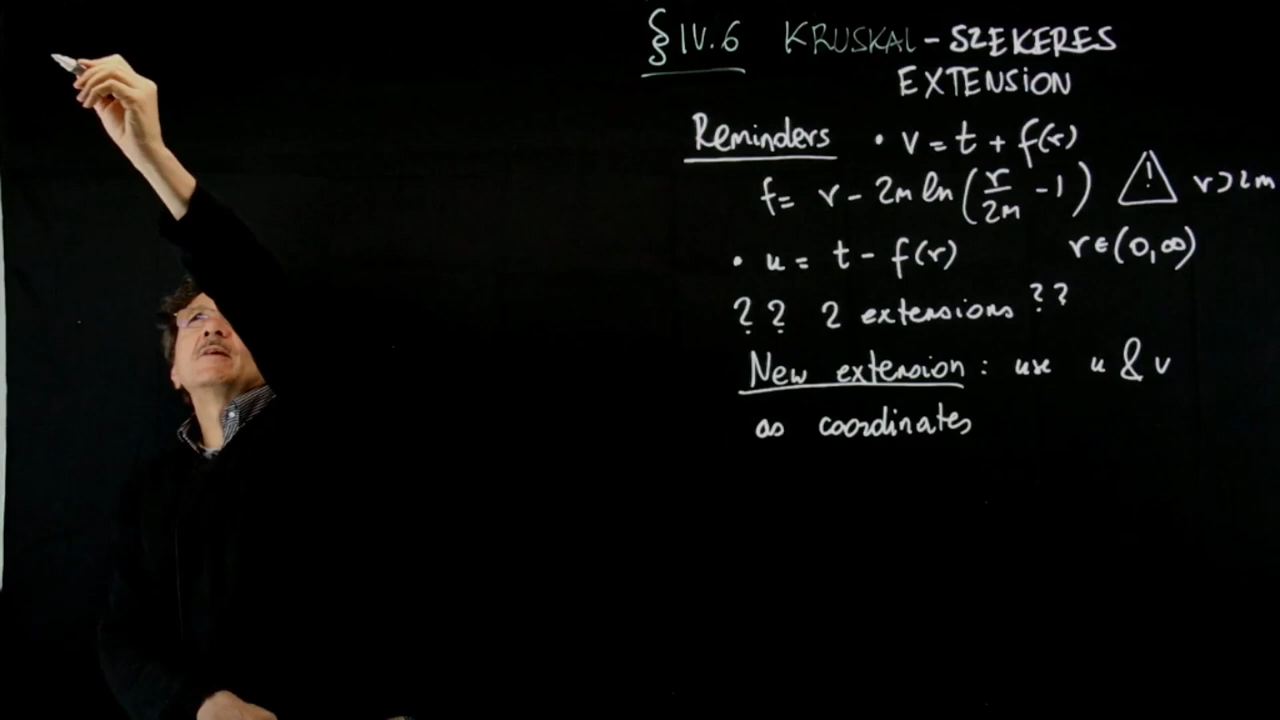 § IV.6 KRUSKAL - SZEKERES
EXTENSION
Reminders • v = t + f(r)
f = r - 2m ln ( r/2m - 1 ) ! r > 2m
• u = t - f(r) r ∈ (0, ∞)
? ? 2 extensions ? ?
New extension : use u & v
as coordinates